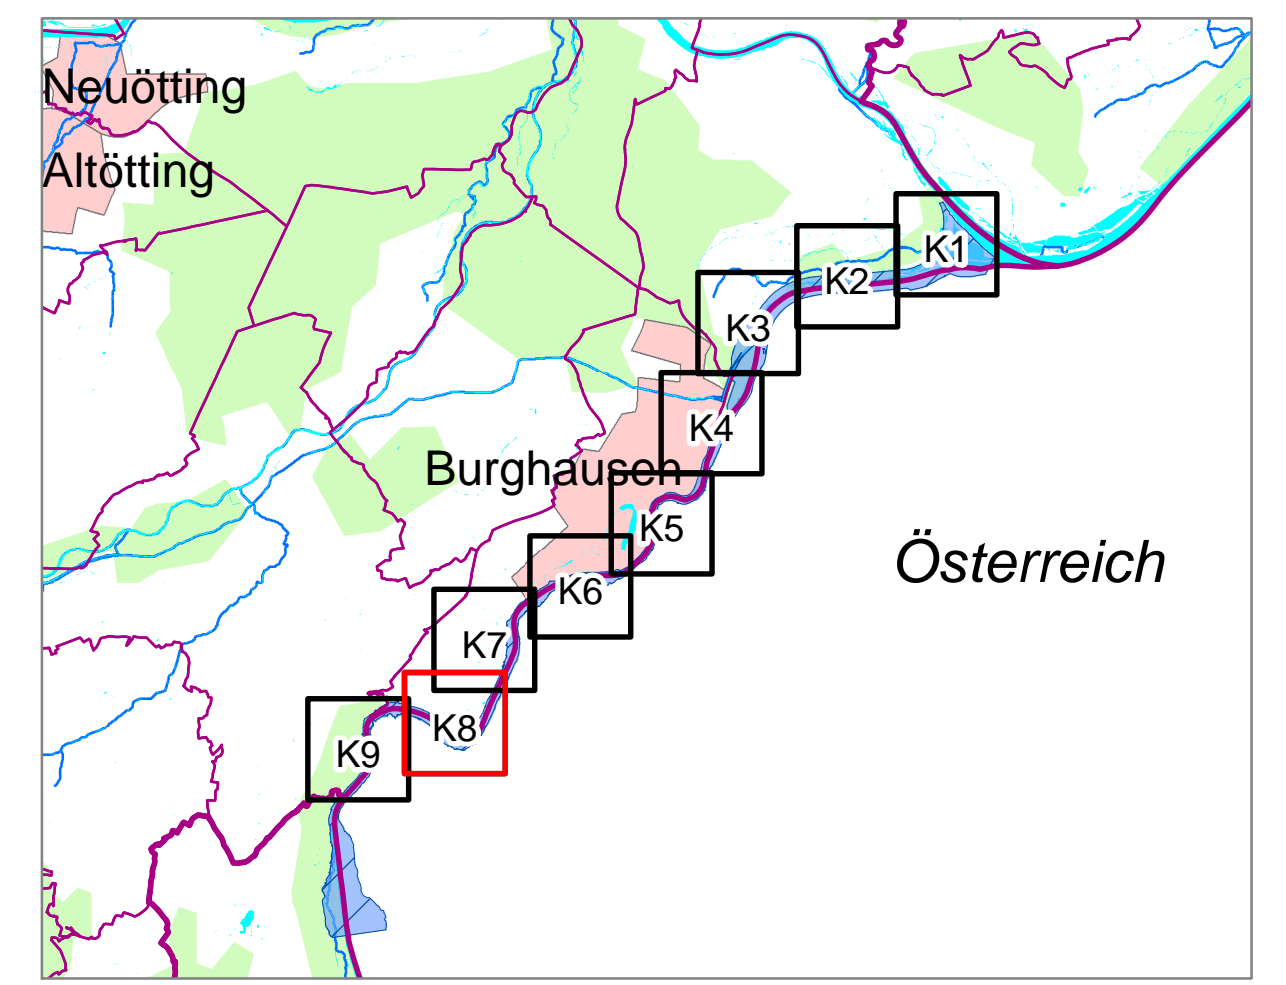 Neuötting
Altötting
K1
K2
K3
K4
Burghausen
K5
Österreich
K6
K7
K8
K9